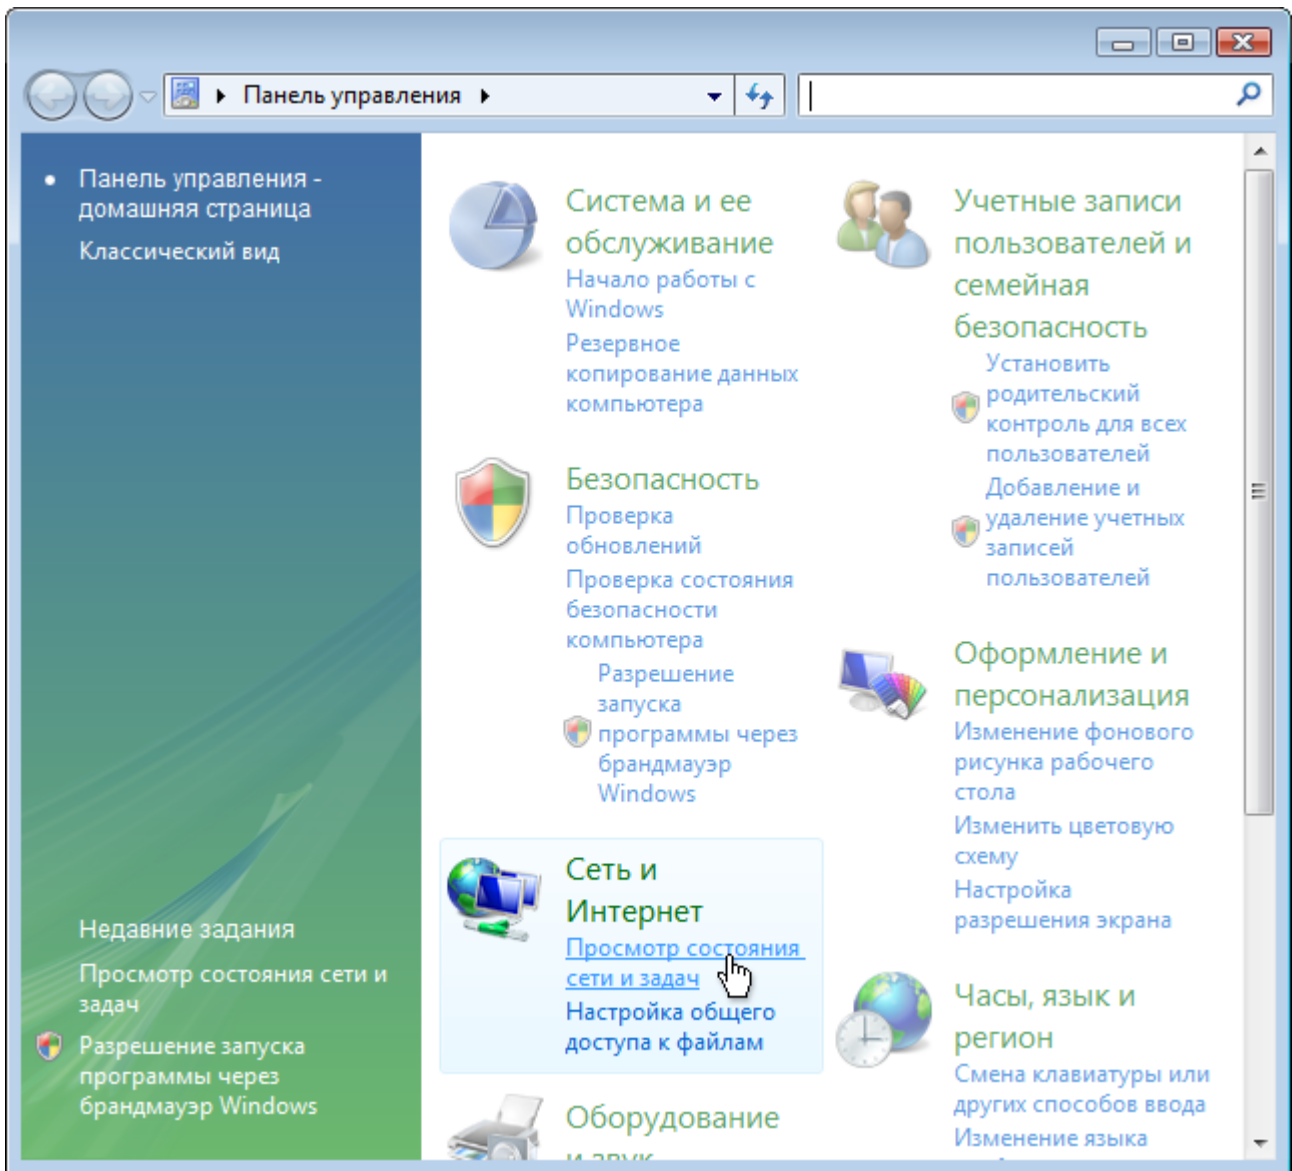 Панель управления
Панель управления -
домашняя страница
Классический вид
Недавние задания
Просмотр состояния сети и
задач
Разрешение запуска
программы через
брандмауэр Windows
Система и ее
обслуживание
Начало работы с
Windows
Резервное
копирование данных
компьютера
Безопасность
Проверка
обновлений
Проверка состояния
безопасности
компьютера
Разрешение
запуска
программы через
брандмауэр
Windows
Сеть и
Интернет
Просмотр состояния
сети и задач
Настройка общего
доступа к файлам
Оборудование
и звук
Учетные записи
пользователей и
семейная
безопасность
Установить
родительский
контроль для всех
пользователей
Добавление и
удаление учетных
записей
пользователей
Оформление и
персонализация
Изменение фонового
рисунка рабочего
стола
Изменить цветовую
схему
Настройка
разрешения экрана
Часы, язык и
регион
Смена клавиатуры или
других способов ввода
Изменение языка